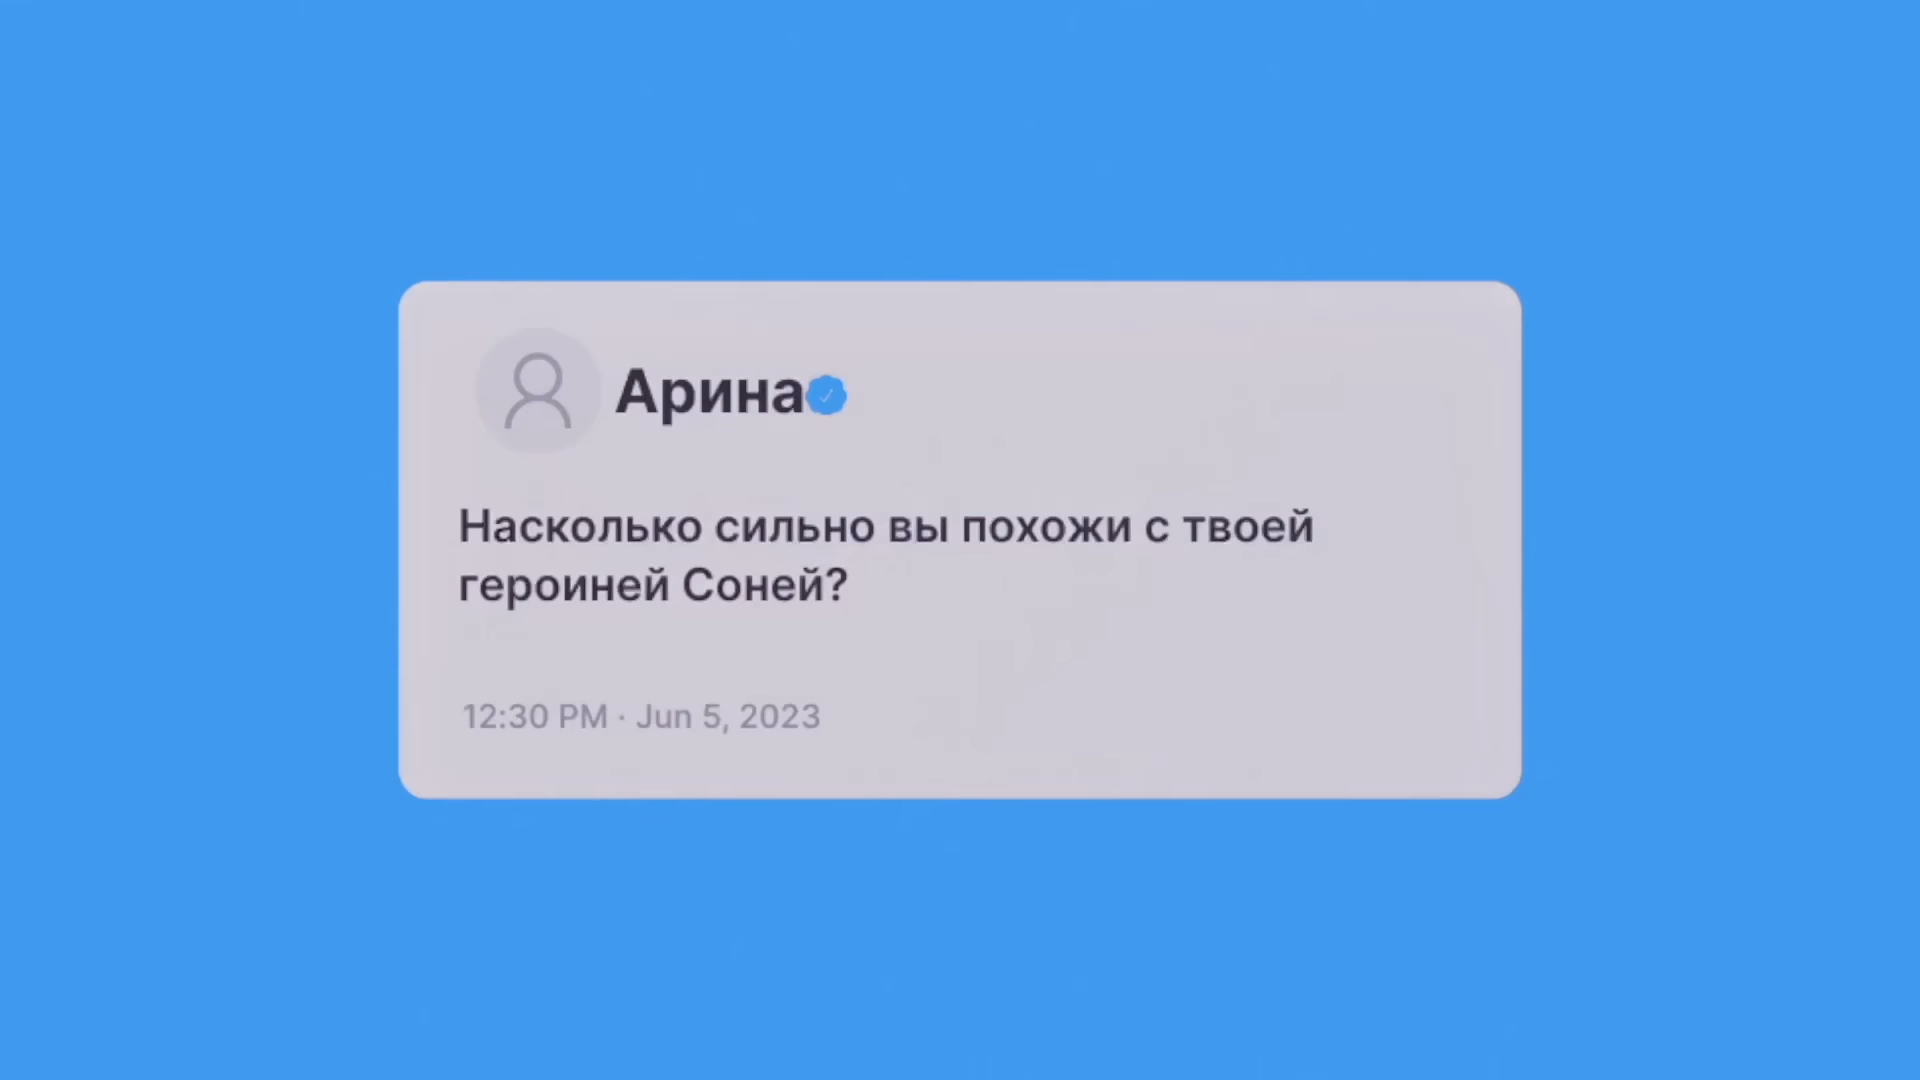 Арина
Насколько сильно вы похожи с твоей
героиней Соней?
12:30 PM · Jun 5, 2023